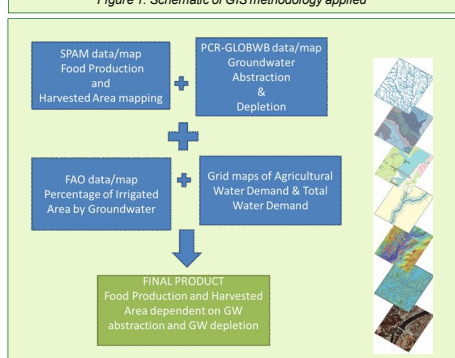 Figure 1. Schematic of GIS methodology applied
SPAM data/map
Food Production
and
Harvested Area mapping
PCR-GLOBWB data/map
Groundwater
Abstraction
&
Depletion
FAO data/map
Percentage of Irrigated
Area by Groundwater
Grid maps of Agricultural
Water Demand & Total
Water Demand
FINAL PRODUCT
Food Production and Harvested
Area dependent on GW
abstraction and GW depletion